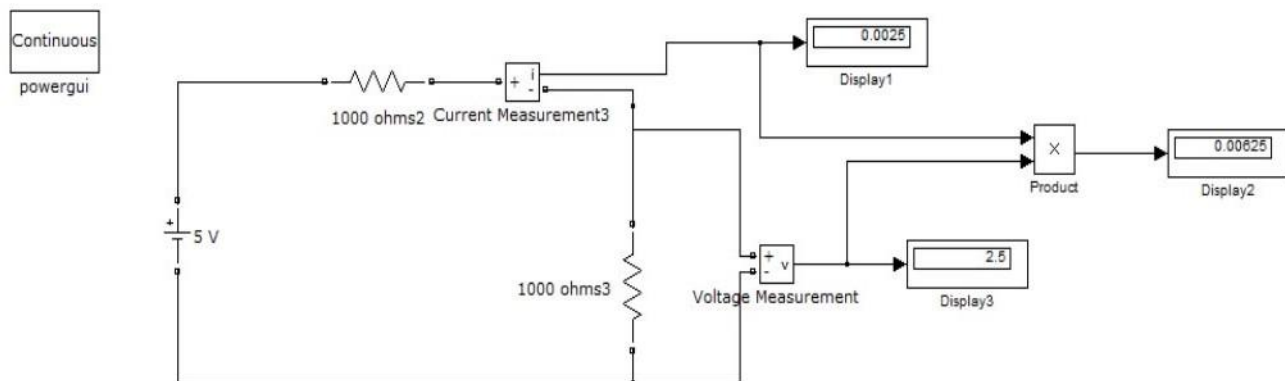 Continuous
powergui
1000 ohms2
+ i -
Current Measurement3
0.0025
Display1
X
Product
0.00625
Display2
+
5 V
1000 ohms3
+ - v
Voltage Measurement
2.5
Display3